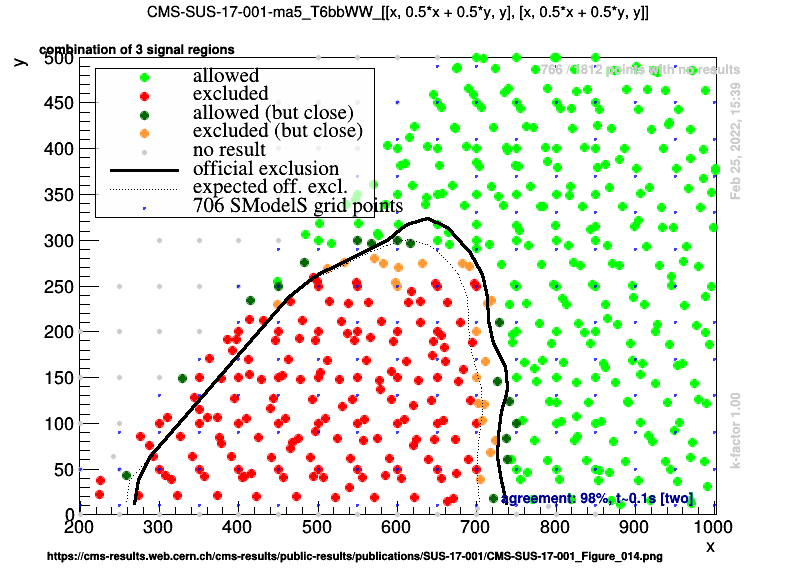 CMS-SUS-17-001-ma5_T6bbWW_[[x, 0.5*x + 0.5*y, y], [x, 0.5*x + 0.5*y, y]]
combination of 3 signal regions
y
766 / 1812 points with no results
allowed
excluded
allowed (but close)
excluded (but close)
no result
official exclusion
expected off. excl.
706 SModelS grid points
500
450
400
350
300
250
200
150
100
50
0
Feb 25, 2022, 15:39
k-factor 1.00
agreement: 98%, t~0.1s [two]
200 300 400 500 600 700 800 900 1000
x
https://cms-results.web.cern.ch/cms-results/public-results/publications/SUS-17-001/CMS-SUS-17-001_Figure_014.png